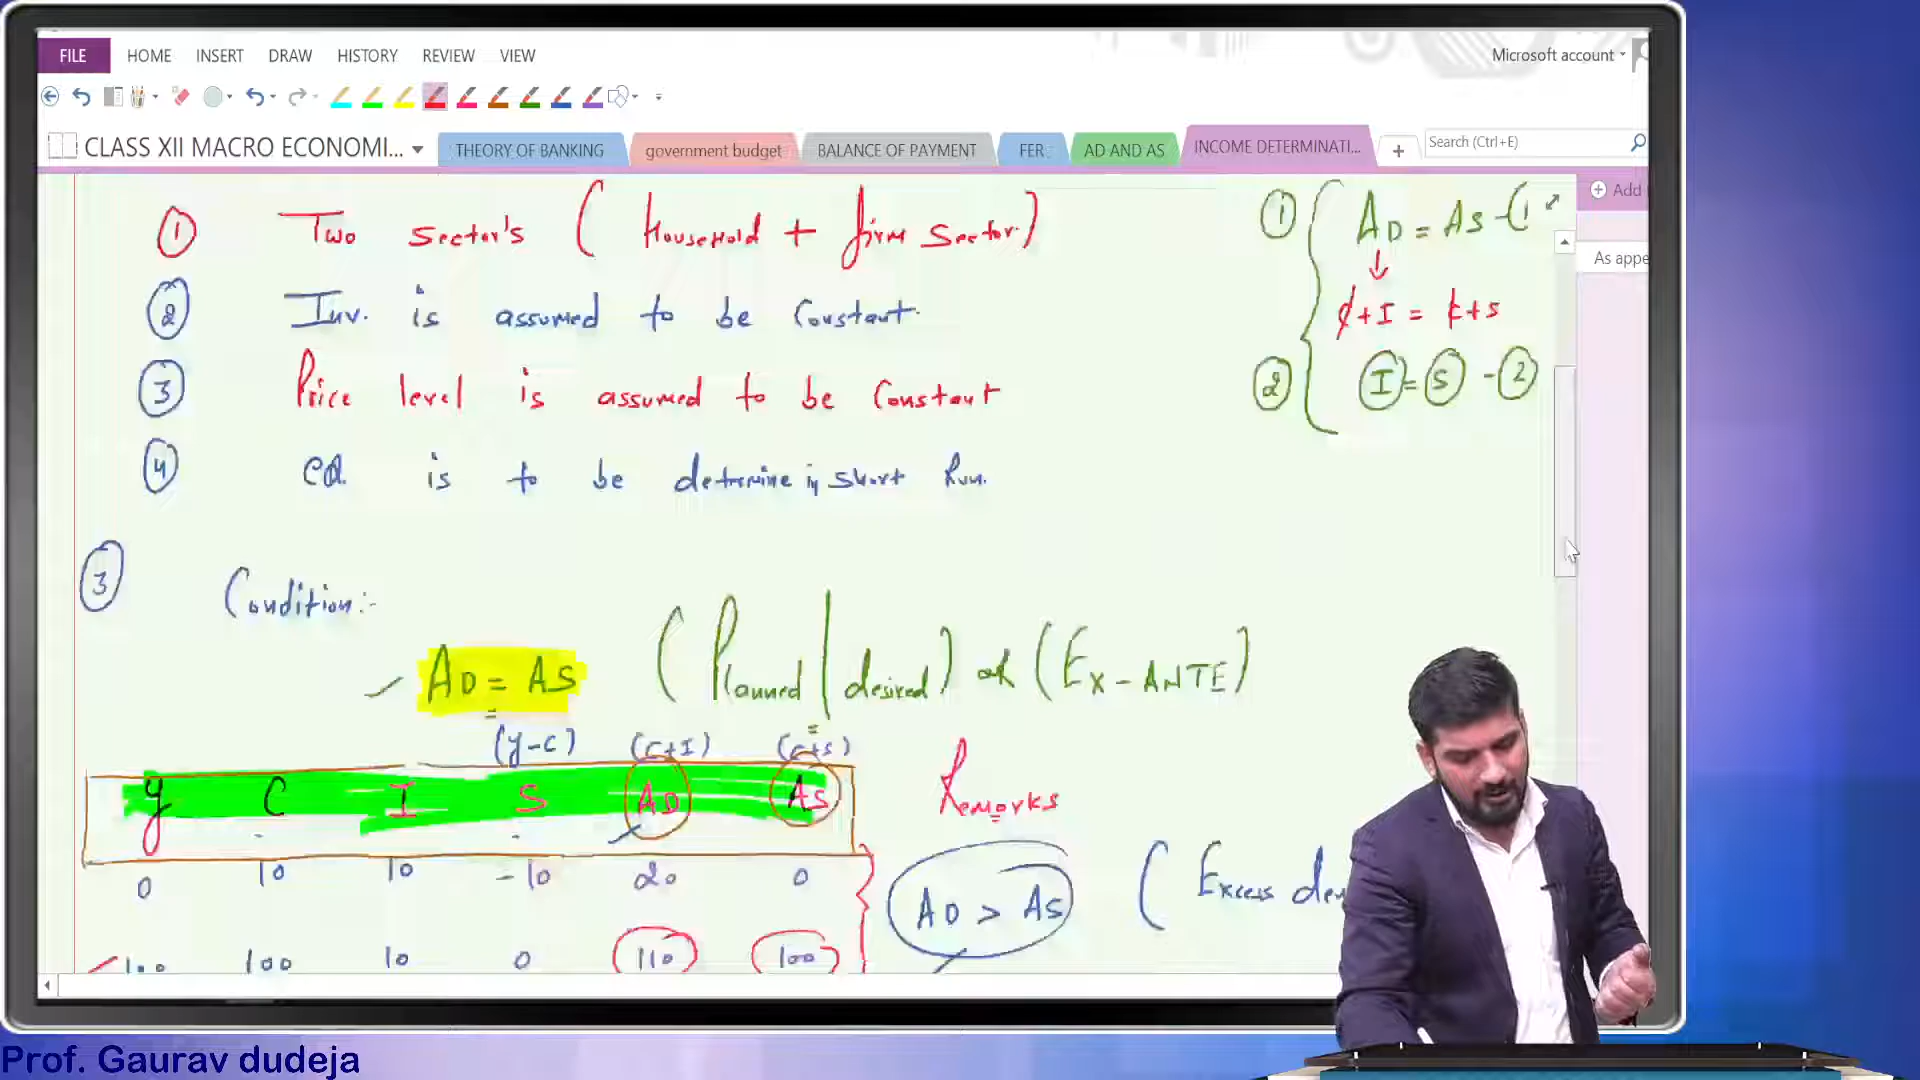 FILE HOME INSERT DRAW HISTORY REVIEW VIEW
Microsoft account
CLASS XII MACRO ECONOMI... THEORY OF BANKING government budget BALANCE OF PAYMENT FER AD AND AS INCOME DETERMINATI... + Search (Ctrl+E)
Add
As appe
1 Two sector's (Household + firm sector)
2 Inv. is assumed to be Constant.
3 Price level is assumed to be Constant
4 eq. is to be determine in short Run.
1 AD = AS - (1
C+I = C+S
2 I = S - 2
3 Condition:-
AD = AS (Planned | desired) or (Ex-ANTE)
(y-c) (C+I) (C+S)
y C I S AD AS Remarks
0 10 10 -10 20 0
AD > AS (Excess dem
100 100 10 0 110 100
Prof. Gaurav dudeja